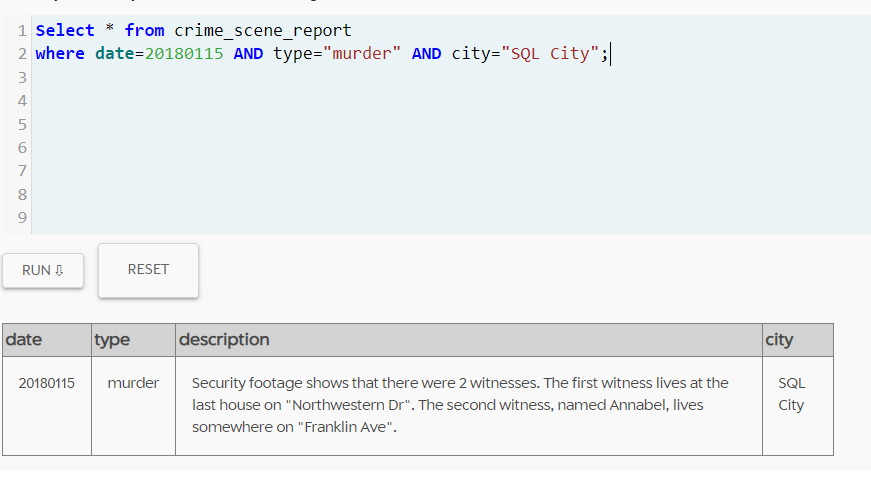 1 Select * from crime_scene_report
2 where date=20180115 AND type="murder" AND city="SQL City";
3
4
5
6
7
8
9
RUN ⇩ RESET
date type description city
20180115 murder Security footage shows that there were 2 witnesses. The first witness lives at the SQL
last house on "Northwestern Dr". The second witness, named Annabel, lives City
somewhere on "Franklin Ave".